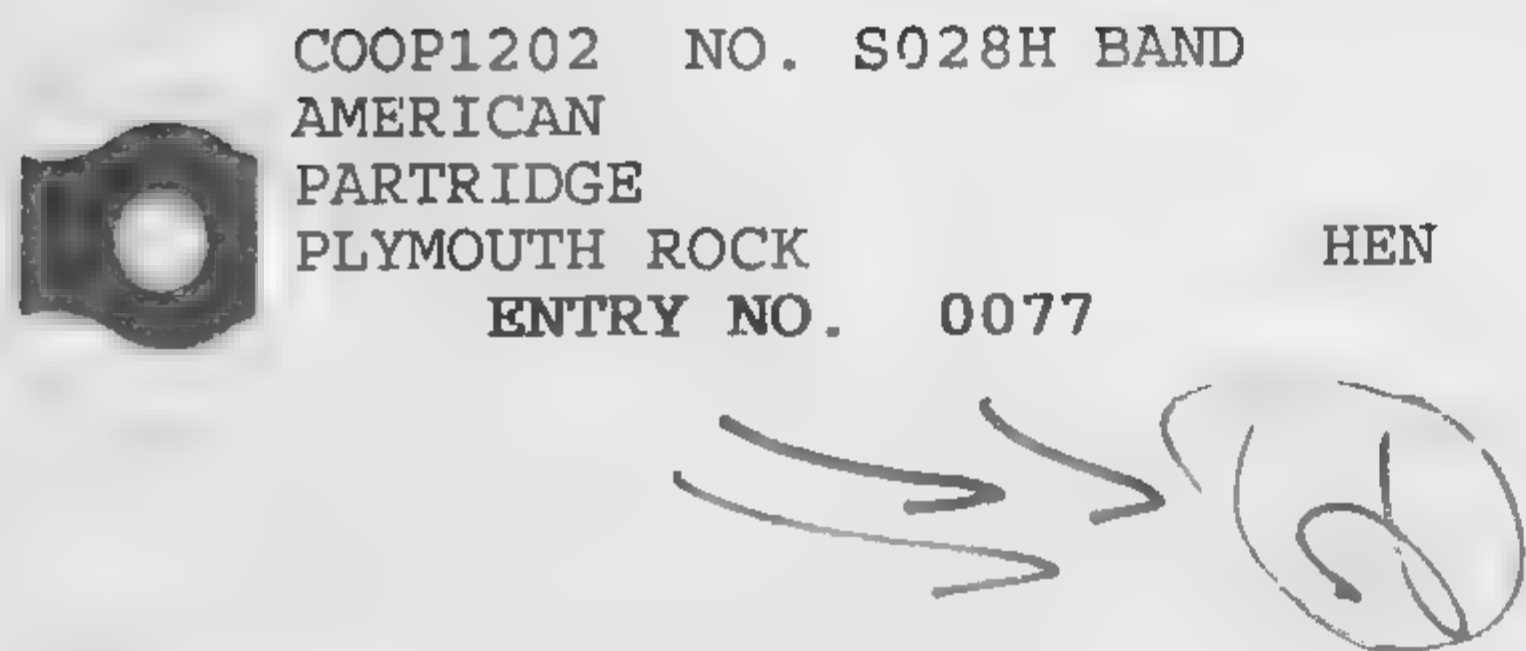 COOP1202 NO. S028H BAND
AMERICAN
PARTRIDGE
PLYMOUTH ROCK HEN
ENTRY NO. 0077